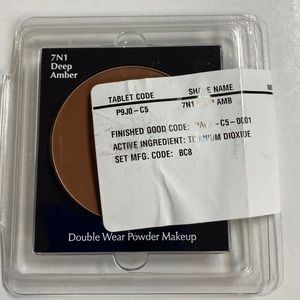 7N1
Deep
Amber
TABLET CODE SHADE NAME
P9J0-C5 7N1 AMB
FINISHED GOOD CODE: -C5-0001
ACTIVE INGREDIENT: TITANIUM DIOXIDE
SET MFG. CODE: BC8
Double Wear Powder Makeup